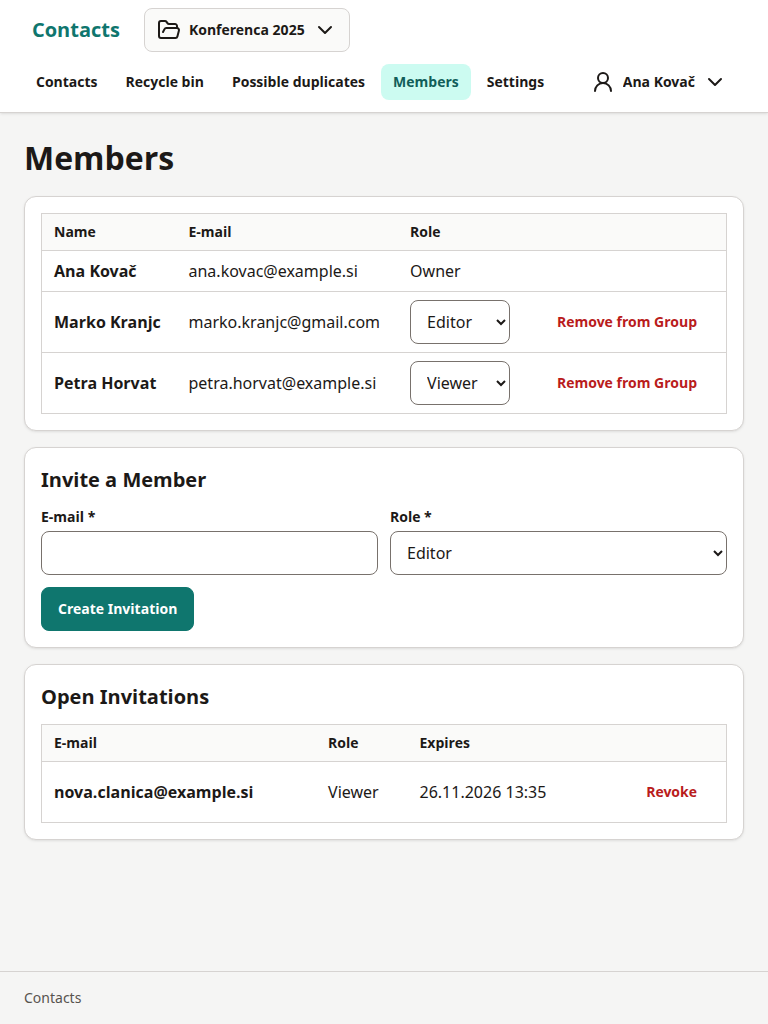 Contacts
Konferenca 2025
Contacts Recycle bin Possible duplicates Members Settings Ana Kovač
Members
Name E-mail Role
Ana Kovač ana.kovac@example.si Owner
Marko Kranjc marko.kranjc@gmail.com Editor Remove from Group
Petra Horvat petra.horvat@example.si Viewer Remove from Group
Invite a Member
E-mail * Role *
Editor
Create Invitation
Open Invitations
E-mail Role Expires
nova.clanica@example.si Viewer 26.11.2026 13:35 Revoke
Contacts